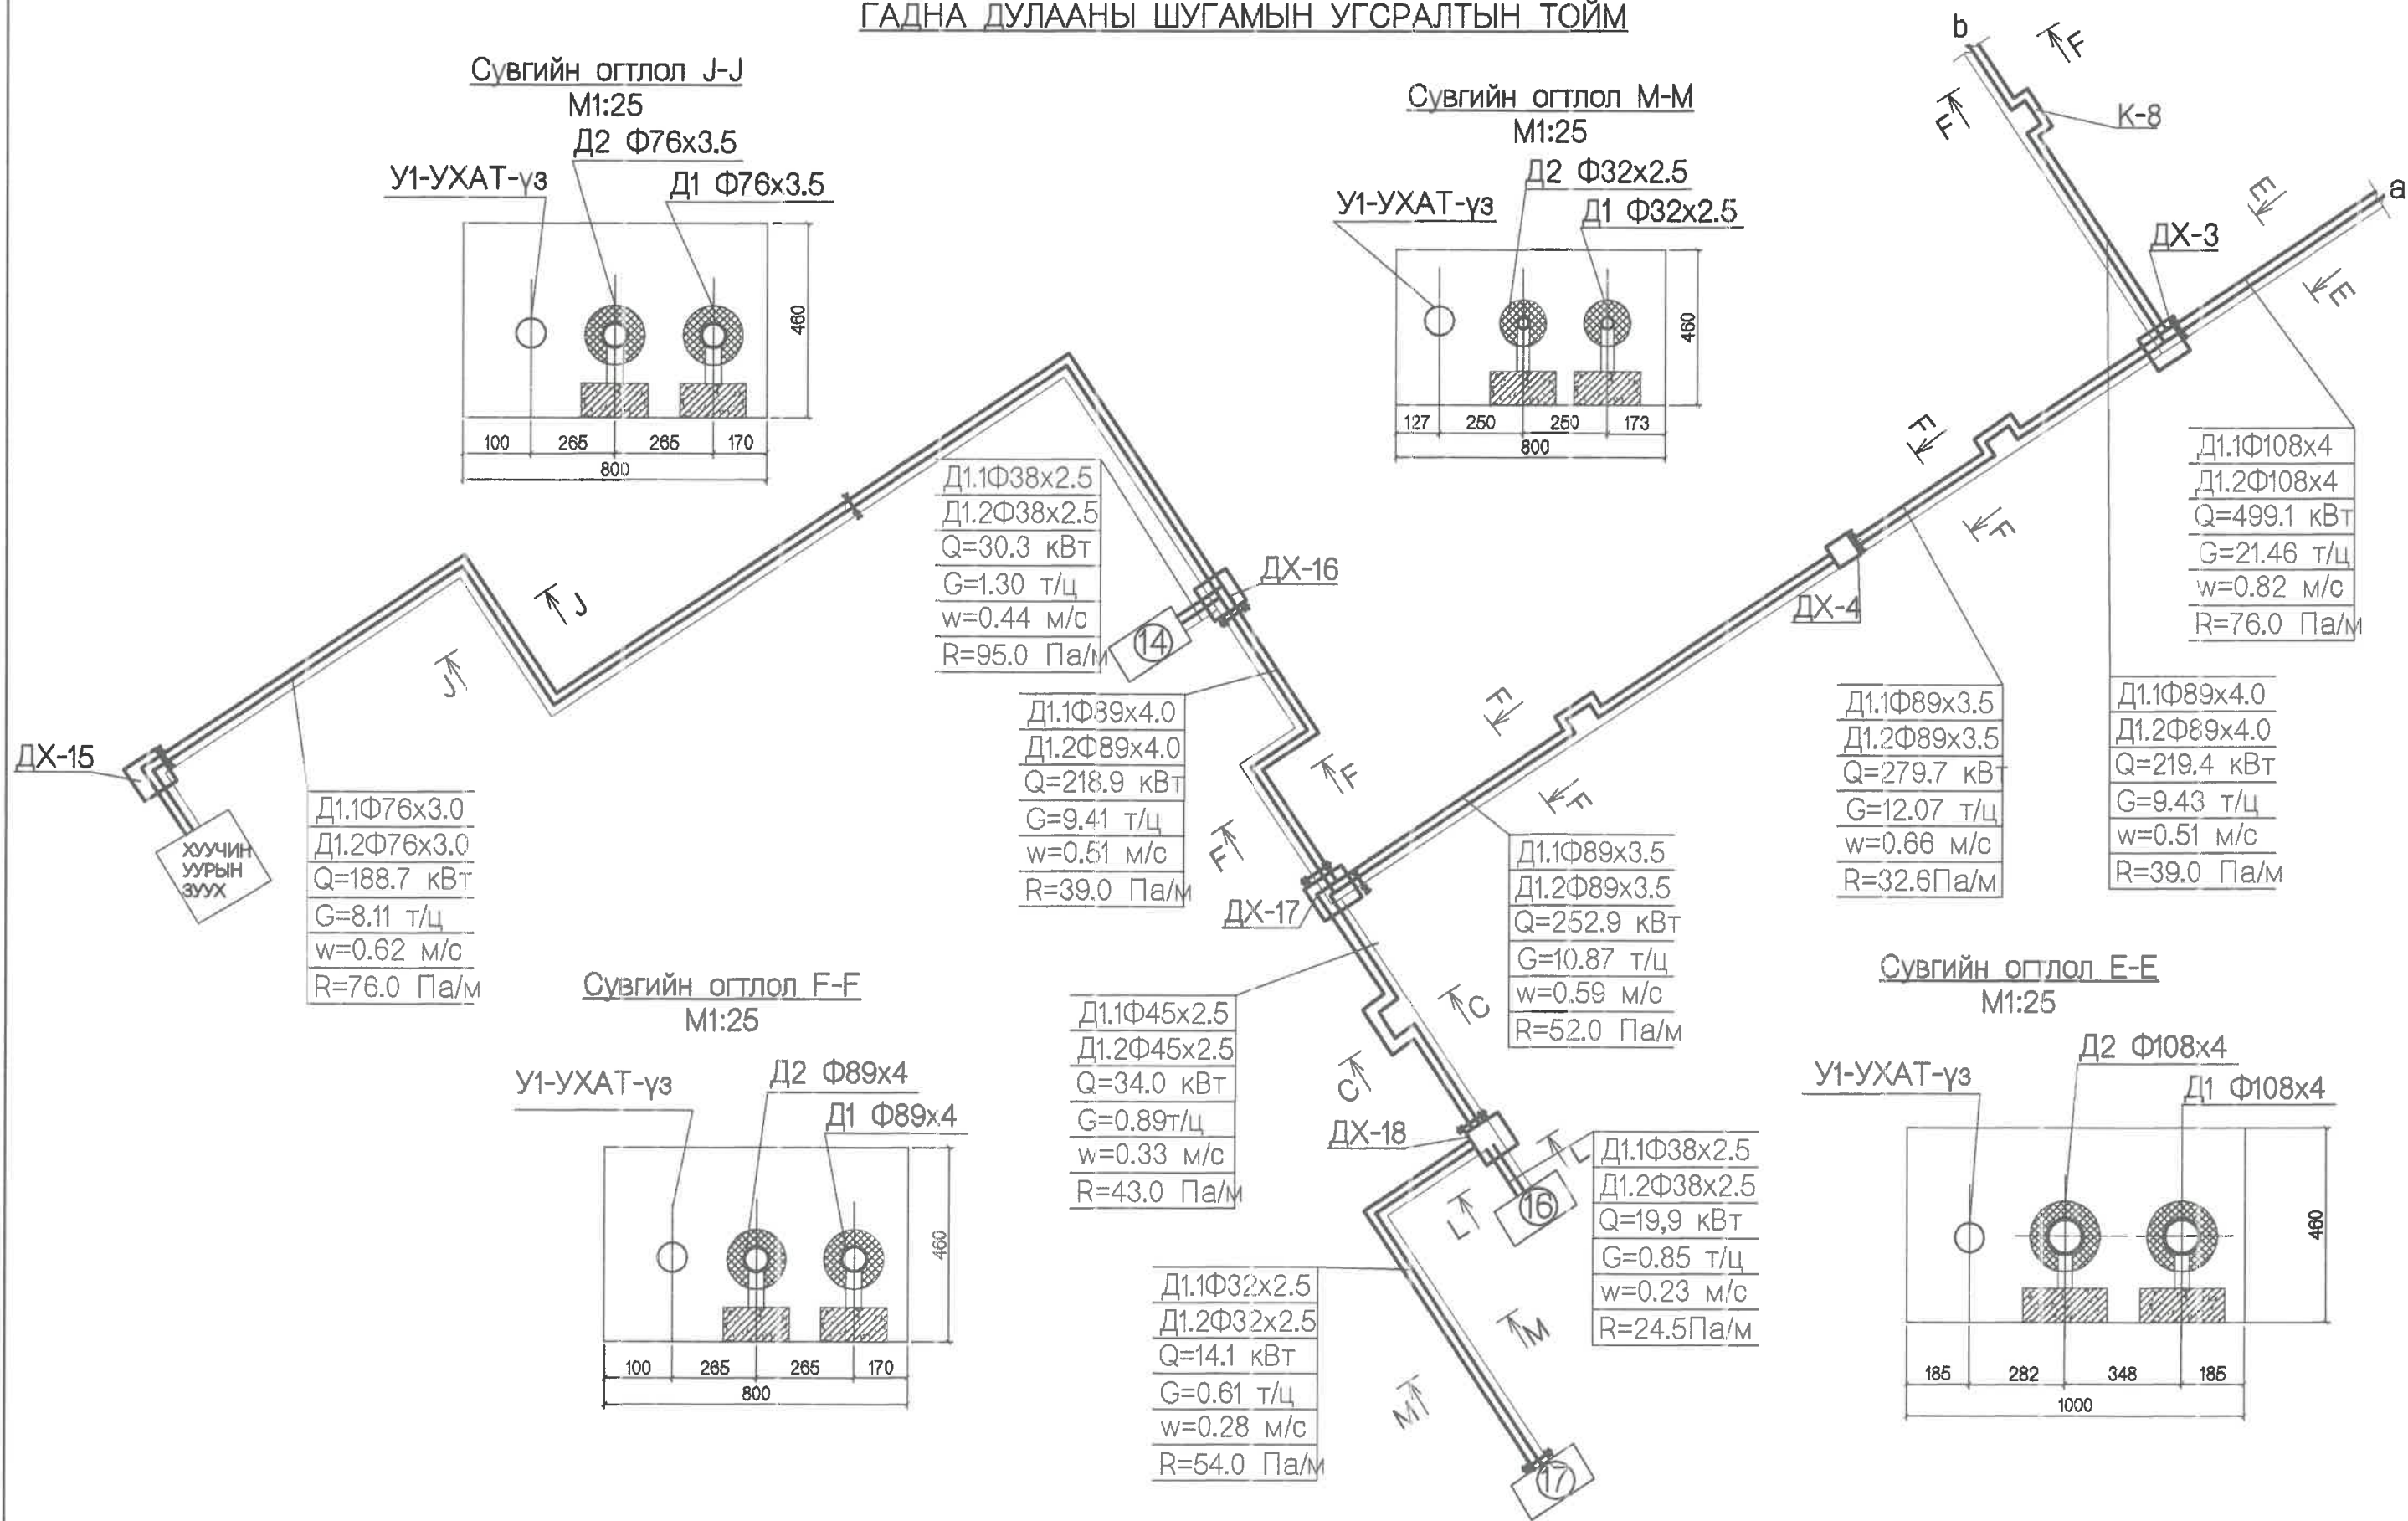 ГАДНА ДУЛААНЫ ШУГАМЫН УГСРАЛТЫН ТОЙМ
Сувгийн огтлол J-J
М1:25
Д2 Ф76х3.5
У1-УХАТ-үз
Д1 Ф76х3.5
460
100 265 265 170
800
Сувгийн огтлол М-М
М1:25
Д2 Ф32х2.5
У1-УХАТ-үз
Д1 Ф32х2.5
460
127 250 250 173
800
b
F
F
К-8
a
E
E
ДХ-3
F
F
ДХ-4
Д1.1Ф108х4
Д1.2Ф108х4
Q=499.1 кВт
G=21.46 т/ц
w=0.82 м/с
R=76.0 Па/м
Д1.1Ф38х2.5
Д1.2Ф38х2.5
Q=30.3 кВт
G=1.30 т/ц
w=0.44 м/с
R=95.0 Па/м
ДХ-16
14
J
J
Д1.1Ф89х4.0
Д1.2Ф89х4.0
Q=218.9 кВт
G=9.41 т/ц
w=0.51 м/с
R=39.0 Па/м
F
F
F
F
Д1.1Ф89х3.5
Д1.2Ф89х3.5
Q=279.7 кВт
G=12.07 т/ц
w=0.66 м/с
R=32.6Па/м
Д1.1Ф89х4.0
Д1.2Ф89х4.0
Q=219.4 кВт
G=9.43 т/ц
w=0.51 м/с
R=39.0 Па/м
ДХ-15
ХУУЧИН
УУРЫН
ЗУУХ
Д1.1Ф76х3.0
Д1.2Ф76х3.0
Q=188.7 кВт
G=8.11 т/ц
w=0.62 м/с
R=76.0 Па/м
ДХ-17
Д1.1Ф89х3.5
Д1.2Ф89х3.5
Q=252.9 кВт
G=10.87 т/ц
w=0.59 м/с
R=52.0 Па/м
Д1.1Ф45х2.5
Д1.2Ф45х2.5
Q=34.0 кВт
G=0.89т/ц
w=0.33 м/с
R=43.0 Па/м
C
C
ДХ-18
L
L
16
Д1.1Ф38х2.5
Д1.2Ф38х2.5
Q=19,9 кВт
G=0.85 т/ц
w=0.23 м/с
R=24.5Па/м
Д1.1Ф32х2.5
Д1.2Ф32х2.5
Q=14.1 кВт
G=0.61 т/ц
w=0.28 м/с
R=54.0 Па/м
М
М
17
Сувгийн огтлол F-F
М1:25
Д2 Ф89х4
У1-УХАТ-үз
Д1 Ф89х4
460
100 265 265 170
800
Сувгийн огтлол Е-Е
М1:25
Д2 Ф108х4
У1-УХАТ-үз
Д1 Ф108х4
460
185 282 348 185
1000